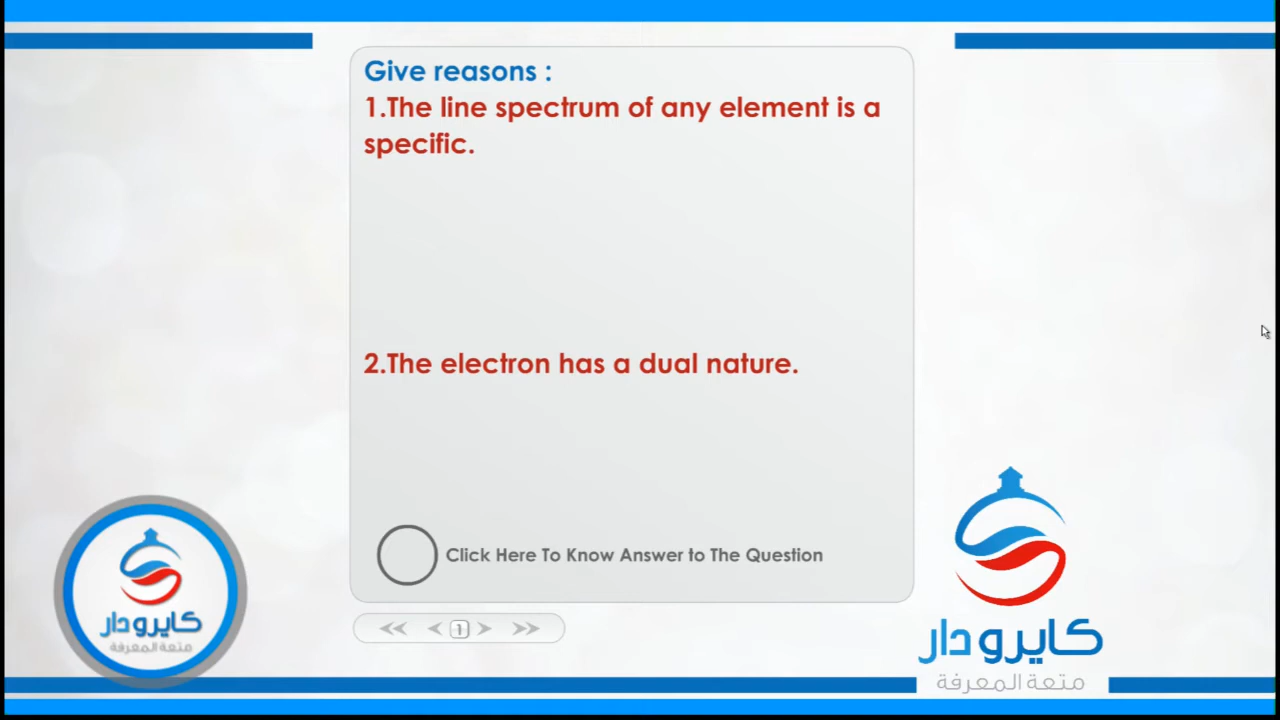 Give reasons :
1.The line spectrum of any element is a
specific.
2.The electron has a dual nature.
Click Here To Know Answer to The Question
1
كايرو دار
متعة المعرفة
كايرو دار
متعة المعرفة